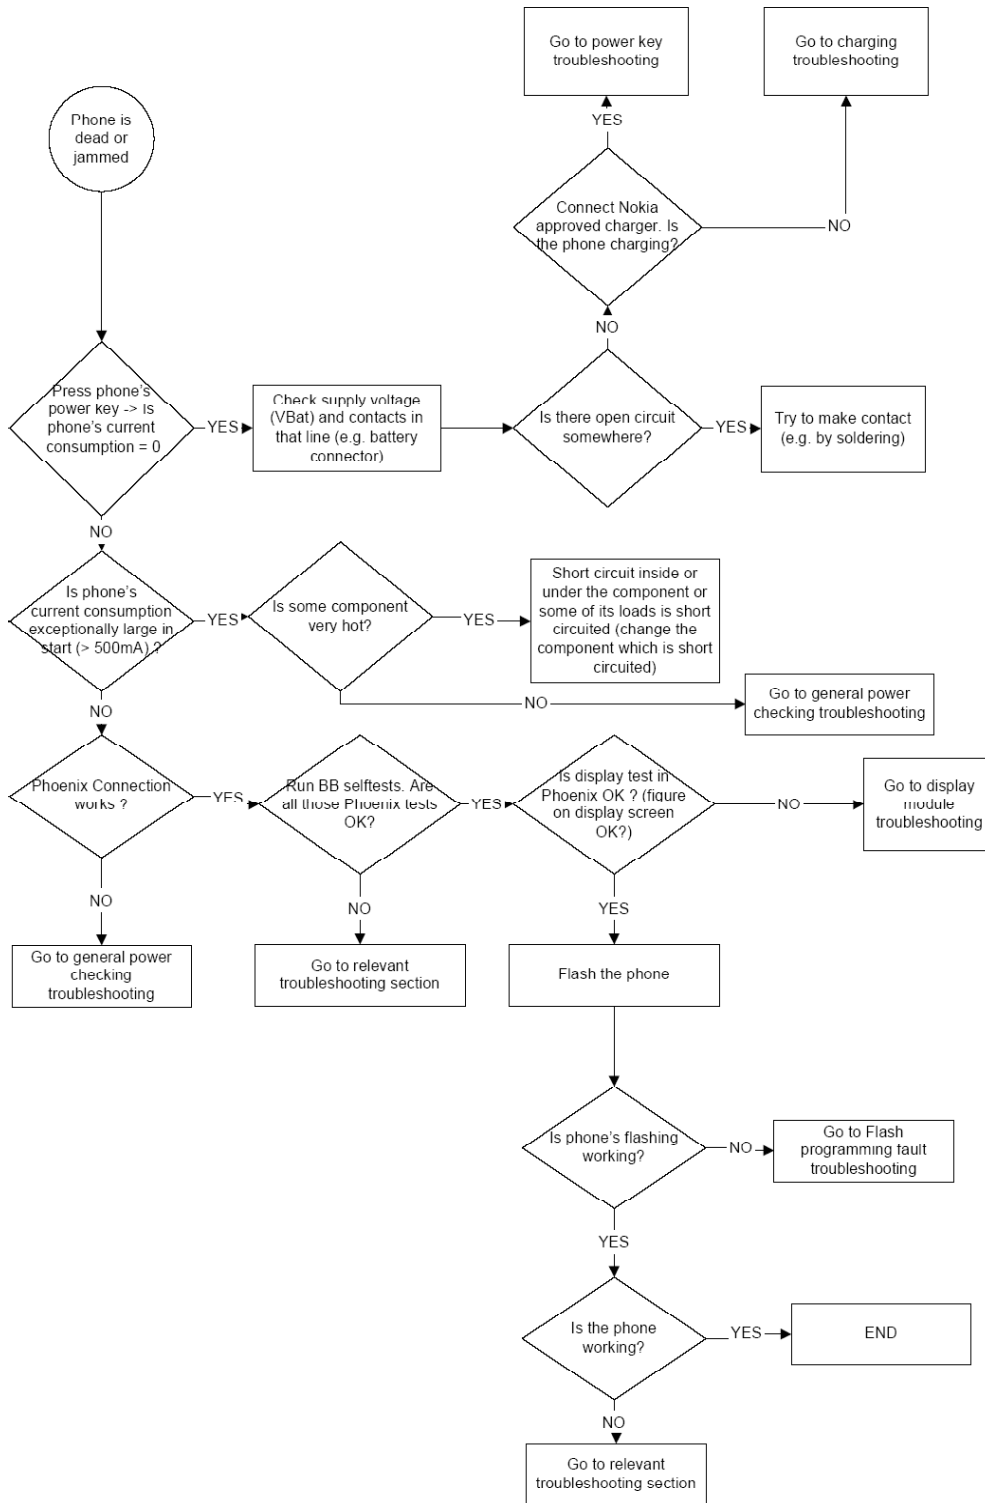 Go to power key
troubleshooting
Go to charging
troubleshooting
Phone is
dead or
jammed
YES
Connect Nokia
approved charger. Is
the phone charging?
NO
NO
Press phone's
power key -> Is
phone's current
consumption = 0
YES
Check supply voltage
(VBat) and contacts in
that line (e.g. battery
connector)
Is there open circuit
somewhere?
YES
Try to make contact
(e.g. by soldering)
NO
Is phone's
current consumption
exceptionally large in
start (> 500mA) ?
YES
Is some component
very hot?
YES
Short circuit inside or
under the component or
some of its loads is short
circuited (change the
component which is short
circuited)
NO
NO
Go to general power
checking troubleshooting
Phoenix Connection
works ?
YES
Run BB selftests. Are
all those Phoenix tests
OK?
YES
Is display test in
Phoenix OK ? (figure
on display screen
OK?)
NO
Go to display
module
troubleshooting
NO
NO
YES
Go to general power
checking
troubleshooting
Go to relevant
troubleshooting section
Flash the phone
Is phone's flashing
working?
NO
Go to Flash
programming fault
troubleshooting
YES
Is the phone
working?
YES
END
NO
Go to relevant
troubleshooting section